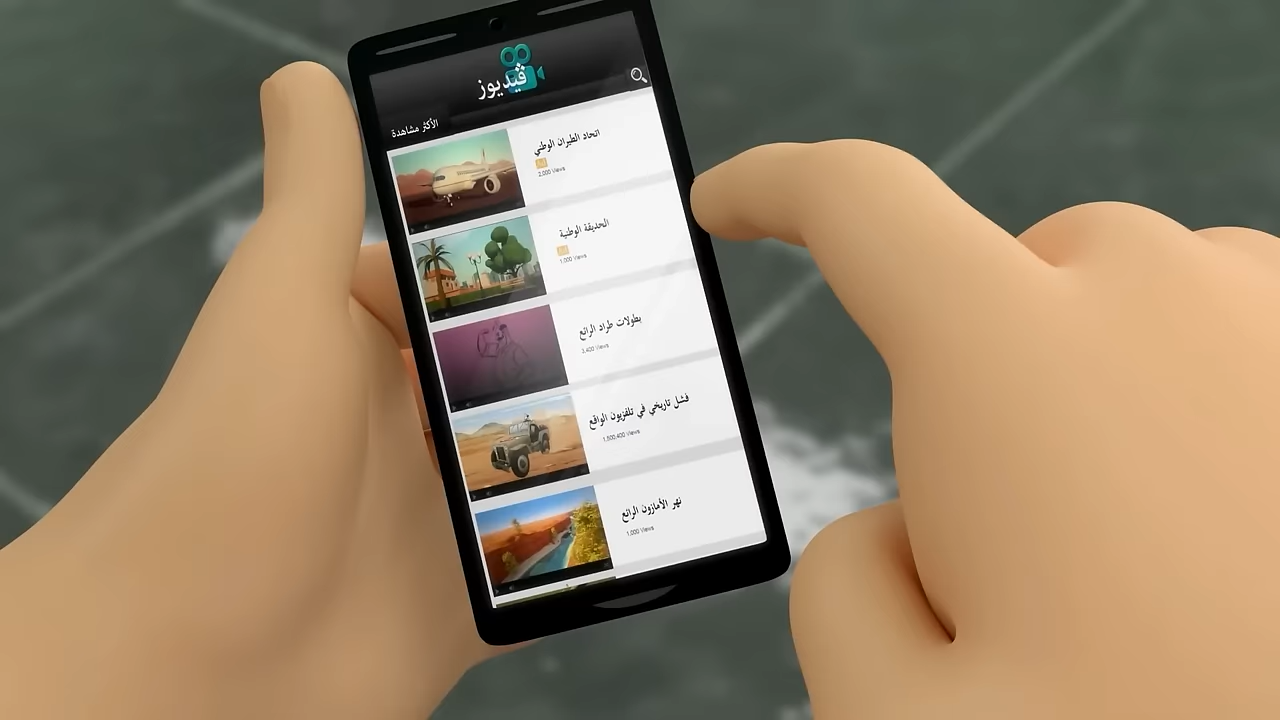 ڤيديوز
الأكثر مشاهدة
اتحاد الطيران الوطني
2,000 Views
الحديقة الوطنية
1,000 Views
بطولات طراد الرائع
3,400 Views
فشل تاريخي في تلفزيون الواقع
1,500,400 Views
نهر الأمازون الرائع
1,000 Views